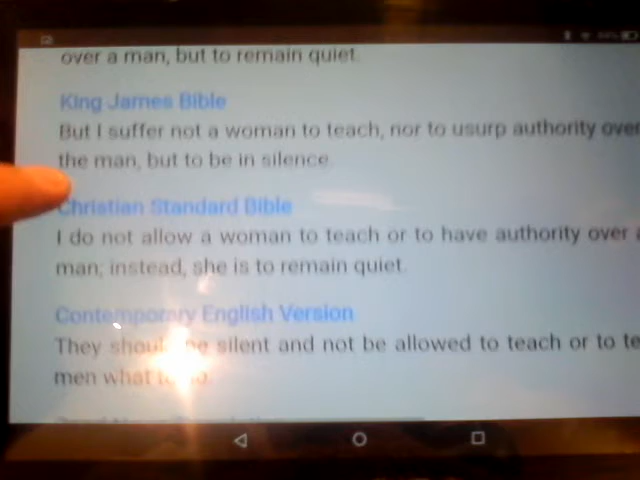 over a man, but to remain quiet.
King James Bible
But I suffer not a woman to teach, nor to usurp authority over
the man, but to be in silence.
Christian Standard Bible
I do not allow a woman to teach or to have authority over a
man; instead, she is to remain quiet.
Contemporary English Version
They should be silent and not be allowed to teach or to
men what to do.